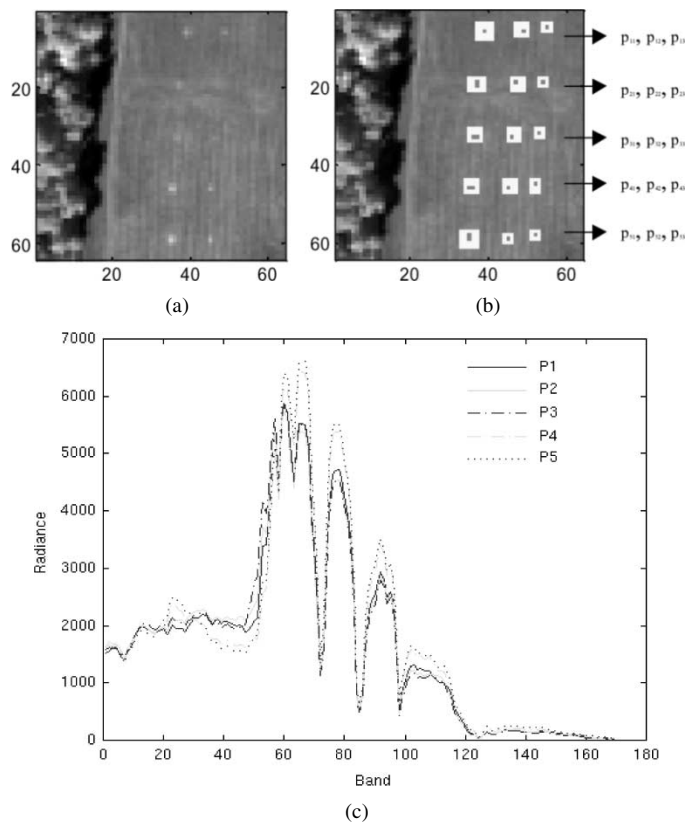 20
40
60
20 40 60
(a)
20
40
60
20 40 60
(b)
p₁₁, p₁₂, p₁₃
p₂₁, p₂₂, p₂₃
p₃₁, p₃₂, p₃₃
p₄₁, p₄₂, p₄₃
p₅₁, p₅₂, p₅₃
7000
6000
5000
4000
3000
2000
1000
0
Radiance
P1
P2
P3
P4
P5
0 20 40 60 80 100 120 140 160 180
Band
(c)